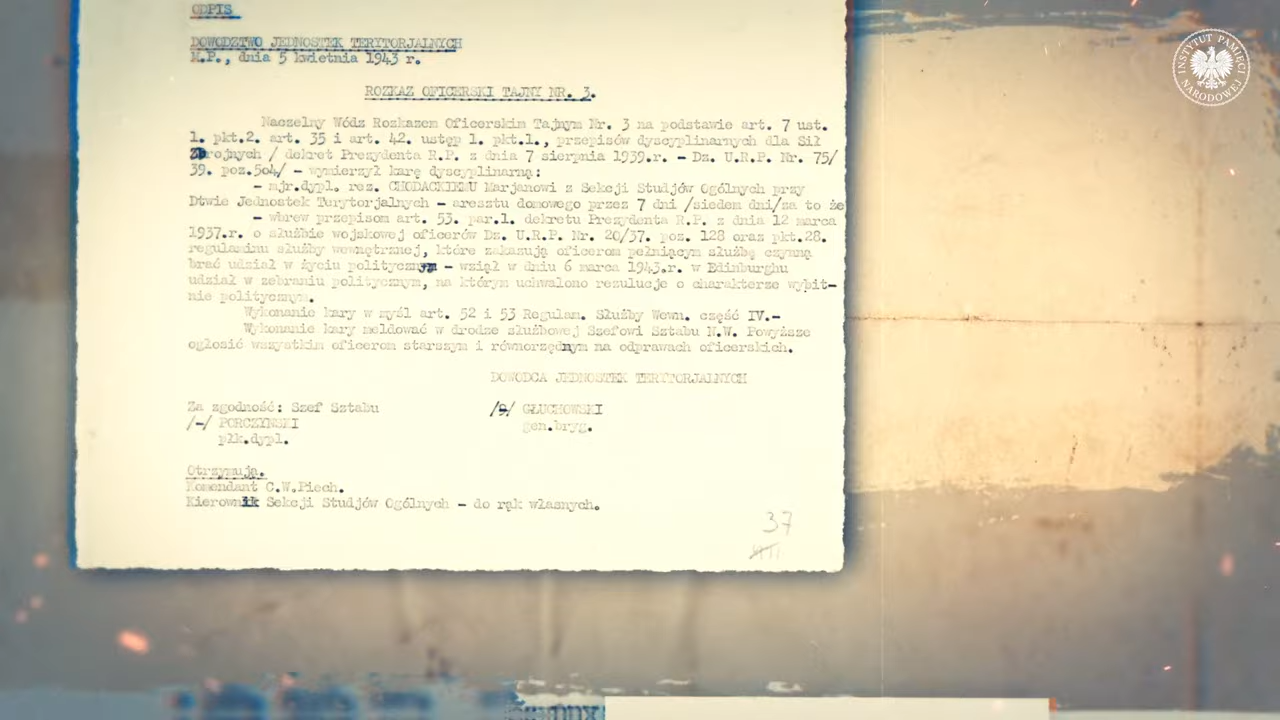 ODPIS
DOWODZTWO JEDNOSTEK TERYTORJALNYCH
M.P., dnia 5 kwietnia 1943 r.
ROZKAZ OFICERSKI TAJNY NR. 3.
Naczelny Wódz Rozkazem Oficerskim Tajnym Nr. 3 na podstawie art. 7 ust.
1. pkt.2. art. 35 i art. 42. ustęp 1. pkt.1., przepisów dyscyplinarnych dla Sił
Zbrojnych / dekret Prezydenta R.P. z dnia 7 sierpnia 1939.r. - Dz. U.R.P. Nr. 75/
39. poz.504/ - wymierzył karę dyscyplinarną:
- mjr.dypl. rez. CHODACKIEMU Marjanowi z Sekcji Studjów Ogólnych przy
Dtwie Jednostek Terytorjalnych - aresztu domowego przez 7 dni /siedem dni/za to że
- wbrew przepisom art. 53. par.1. dekretu Prezydenta R.P. z dnia 12 marca
1937.r. o służbie wojskowej oficerów Dz. U.R.P. Nr. 20/37. poz. 128 oraz pkt.28.
regulaminu służby wewnętrznej, które zakazują oficerom pełniącym służbę czynną
brać udział w życiu politycznym - wziął w dniu 6 marca 1943.r. w Edinburghu
udział w zebraniu politycznym, na którym uchwalono rezulucje o charakterze wybit-
nie politycznym.
Wykonanie kary w myśl art. 52 i 53 Regulam. Służby Wewn. część IV.-
Wykonanie kary meldować w drodze służbowej Szefowi Sztabu N.W. Powyższe
ogłosić wszystkim oficerom starszym i równorzędnym na odprawach oficerskich.
DOWODCA JEDNOSTEK TERYTORJALNYCH
Za zgodność: Szef Sztabu
/-/ GŁUCHOWSKI
/-/ PORCZYNSKI
gen.bryg.
płk.dypl.
Otrzymują.
Komendant C.W.Piech.
Kierownik Sekcji Studjów Ogólnych - do rąk własnych.
37
INSTYTUT PAMIĘCI NARODOWEJ